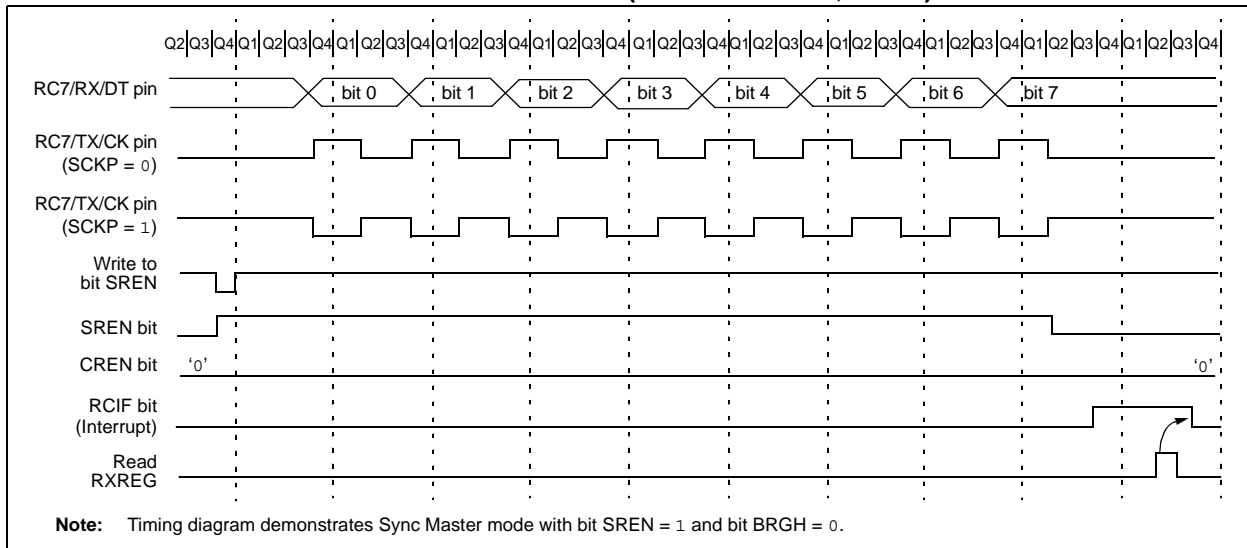 Q2 Q3 Q4 Q1 Q2 Q3 Q4 Q1 Q2 Q3 Q4 Q1 Q2 Q3 Q4 Q1 Q2 Q3 Q4 Q1 Q2 Q3 Q4 Q1 Q2 Q3 Q4 Q1 Q2 Q3 Q4 Q1 Q2 Q3 Q4 Q1 Q2 Q3 Q4 Q1 Q2 Q3 Q4
RC7/RX/DT pin
bit 0 bit 1 bit 2 bit 3 bit 4 bit 5 bit 6 bit 7
RC7/TX/CK pin
(SCKP = 0)
RC7/TX/CK pin
(SCKP = 1)
Write to
bit SREN
SREN bit
CREN bit ‘0’ ‘0’
RCIF bit
(Interrupt)
Read
RXREG
Note: Timing diagram demonstrates Sync Master mode with bit SREN = 1 and bit BRGH = 0.